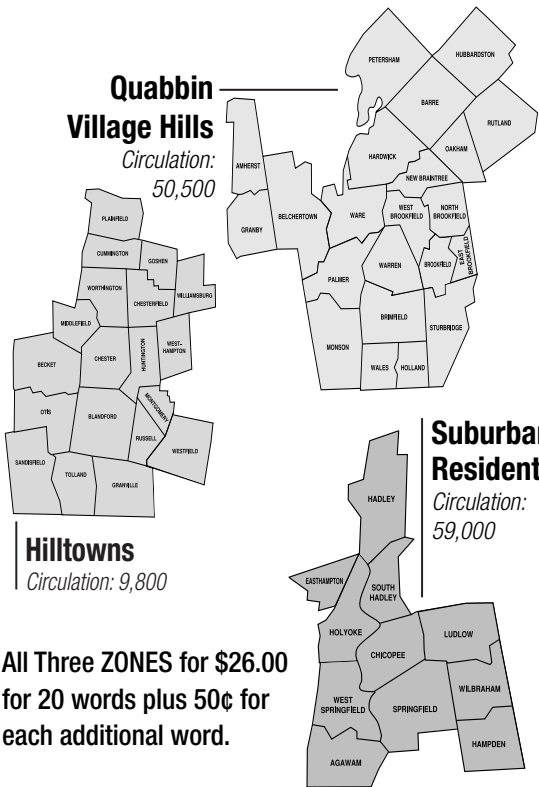 Quabbin
Village Hills
Circulation:
50,500
PETERSHAM
HUBBARDSTON
BARRE
RUTLAND
OAKHAM
HARDWICK
NEW BRAINTREE
AMHERST
BELCHERTOWN
GRANBY
WARE
WEST
BROOKFIELD
NORTH
BROOKFIELD
EAST
BROOKFIELD
BROOKFIELD
WARREN
PALMER
BRIMFIELD
STURBRIDGE
MONSON
WALES
HOLLAND
PLAINFIELD
CUMMINGTON
GOSHEN
WORTHINGTON
CHESTERFIELD
WILLIAMSBURG
MIDDLEFIELD
WEST-
HAMPTON
HUNTINGTON
CHESTER
BECKET
MONTGOMERY
OTIS
BLANDFORD
RUSSELL
WESTFIELD
SANDISFIELD
TOLLAND
GRANVILLE
Hilltowns
Circulation: 9,800
Suburban
Resident
Circulation:
59,000
HADLEY
EASTHAMPTON
SOUTH
HADLEY
HOLYOKE
CHICOPEE
LUDLOW
WEST
SPRINGFIELD
SPRINGFIELD
WILBRAHAM
AGAWAM
HAMPDEN
All Three ZONES for $26.00
for 20 words plus 50¢ for
each additional word.